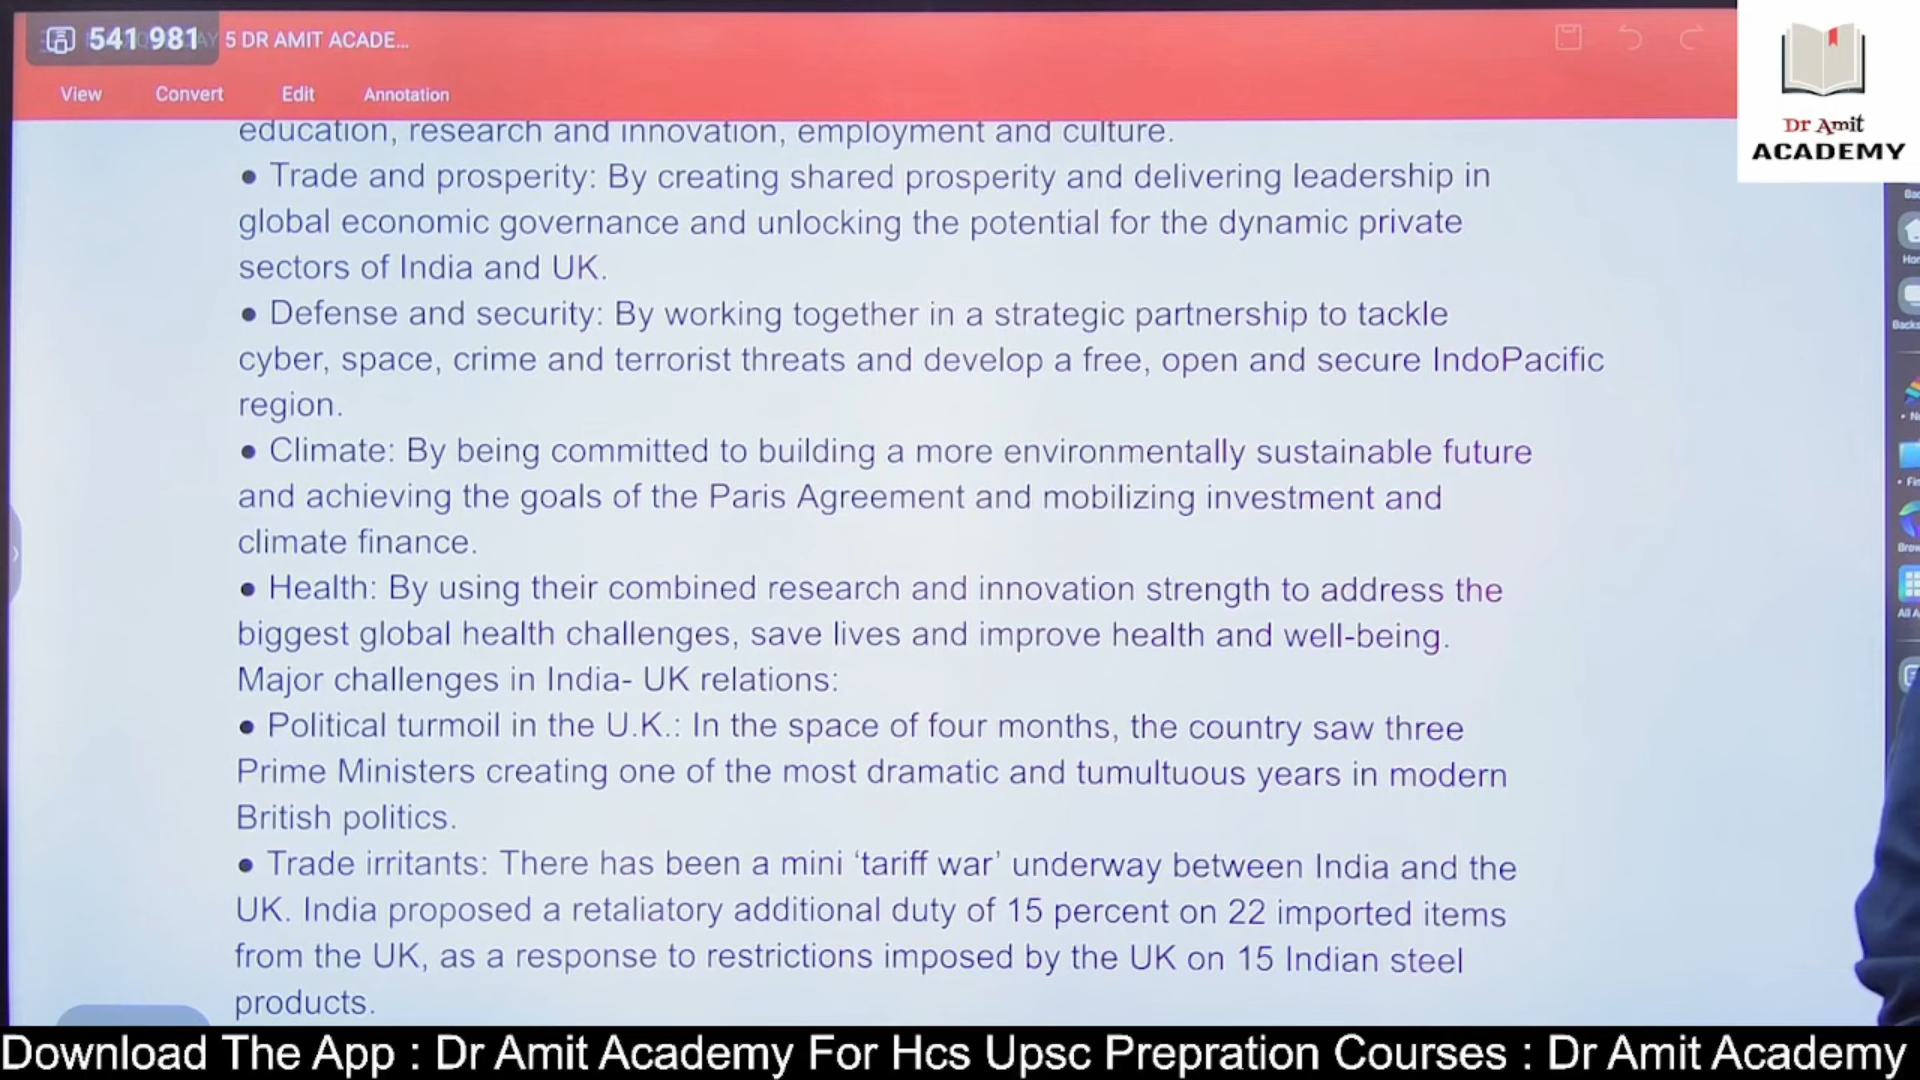 541 981
5 DR AMIT ACADE...
View Convert Edit Annotation
Dr Amit
ACADEMY
education, research and innovation, employment and culture.
● Trade and prosperity: By creating shared prosperity and delivering leadership in
global economic governance and unlocking the potential for the dynamic private
sectors of India and UK.
● Defense and security: By working together in a strategic partnership to tackle
cyber, space, crime and terrorist threats and develop a free, open and secure IndoPacific
region.
● Climate: By being committed to building a more environmentally sustainable future
and achieving the goals of the Paris Agreement and mobilizing investment and
climate finance.
● Health: By using their combined research and innovation strength to address the
biggest global health challenges, save lives and improve health and well-being.
Major challenges in India- UK relations:
● Political turmoil in the U.K.: In the space of four months, the country saw three
Prime Ministers creating one of the most dramatic and tumultuous years in modern
British politics.
● Trade irritants: There has been a mini ‘tariff war’ underway between India and the
UK. India proposed a retaliatory additional duty of 15 percent on 22 imported items
from the UK, as a response to restrictions imposed by the UK on 15 Indian steel
products.
Download The App : Dr Amit Academy For Hcs Upsc Prepration Courses : Dr Amit Academy